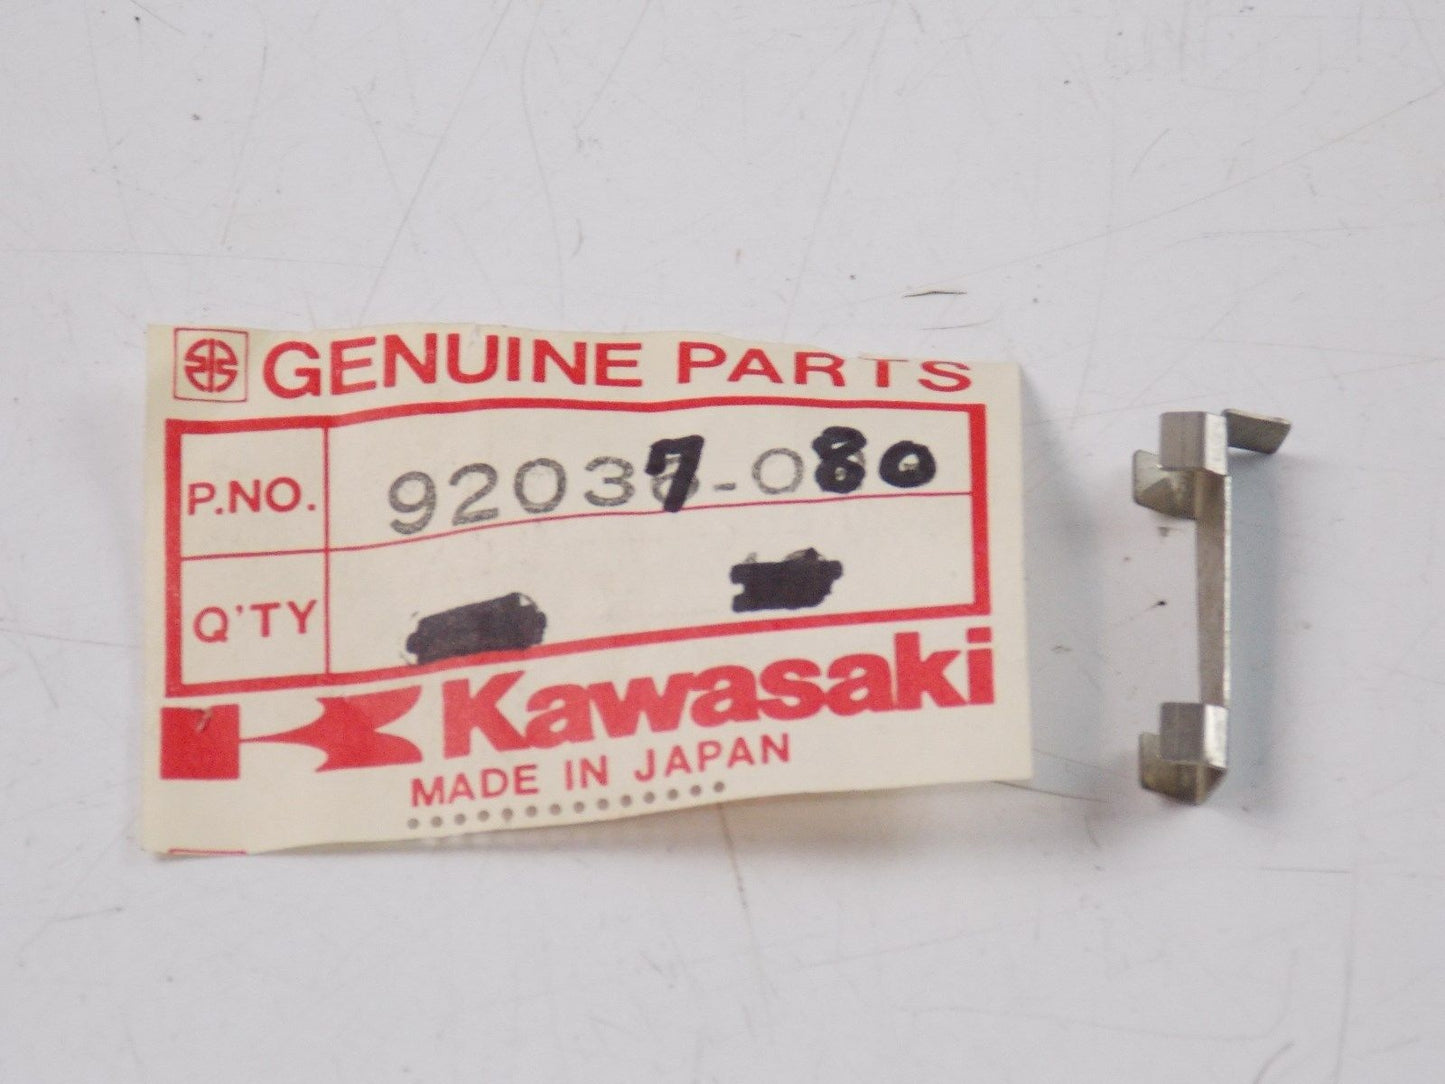 GENUINE PARTS
P.NO. 92037-080
Q'TY
Kawasaki
MADE IN JAPAN